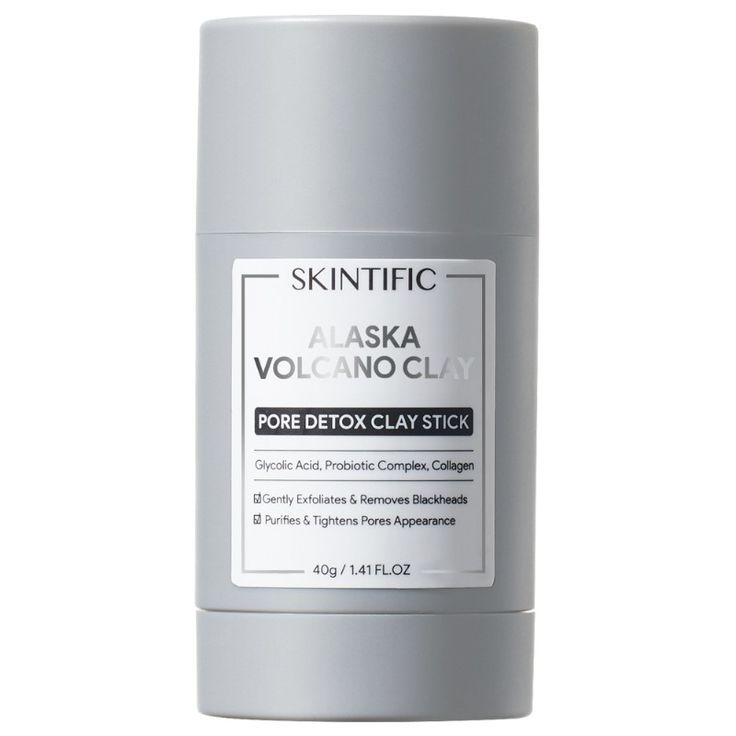 SKINTIFIC
ALASKA
VOLCANO CLAY
PORE DETOX CLAY STICK
Glycolic Acid, Probiotic Complex, Collagen
☑Gently Exfoliates & Removes Blackheads
☑ Purifies & Tightens Pores Appearance
40g / 1.41 FL.OZ